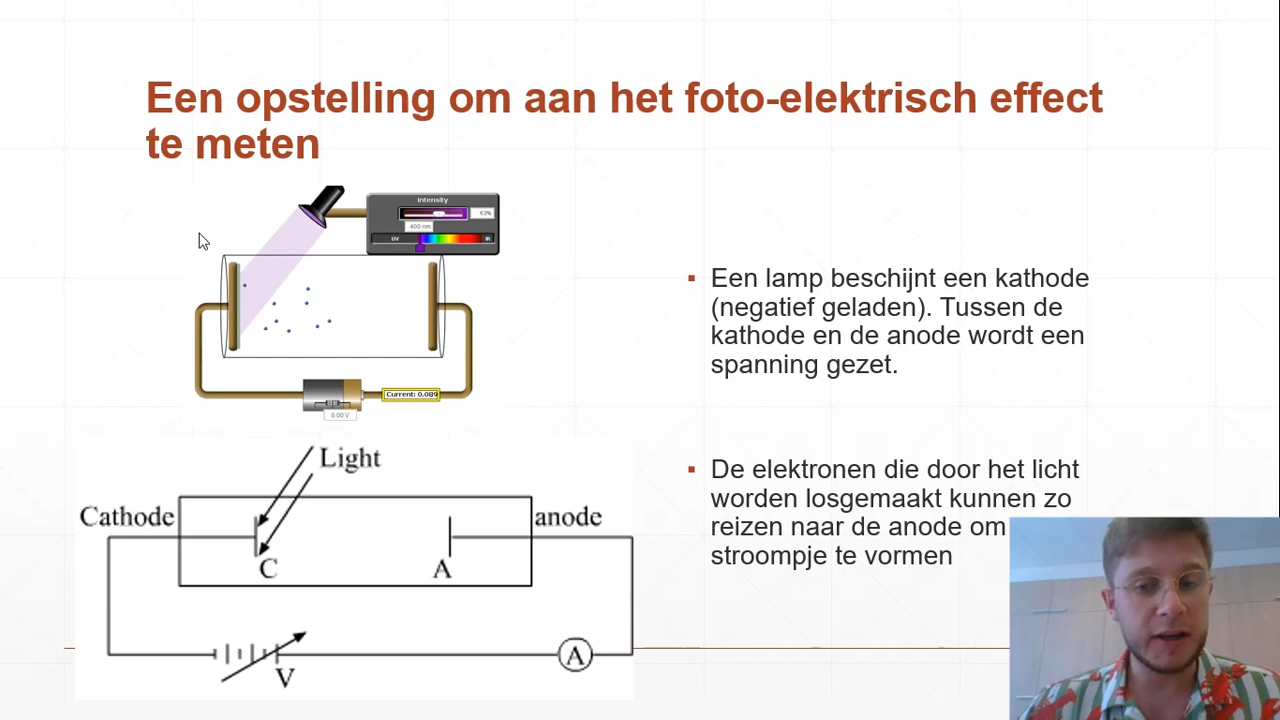 Een opstelling om aan het foto-elektrisch effect
te meten
Intensity
63%
400 nm
UV
IR
Current: 0.089
0.00 V
Light
Cathode
anode
C
A
V
A
▪ Een lamp beschijnt een kathode
(negatief geladen). Tussen de
kathode en de anode wordt een
spanning gezet.
▪ De elektronen die door het licht
worden losgemaakt kunnen zo
reizen naar de anode om
stroompje te vormen